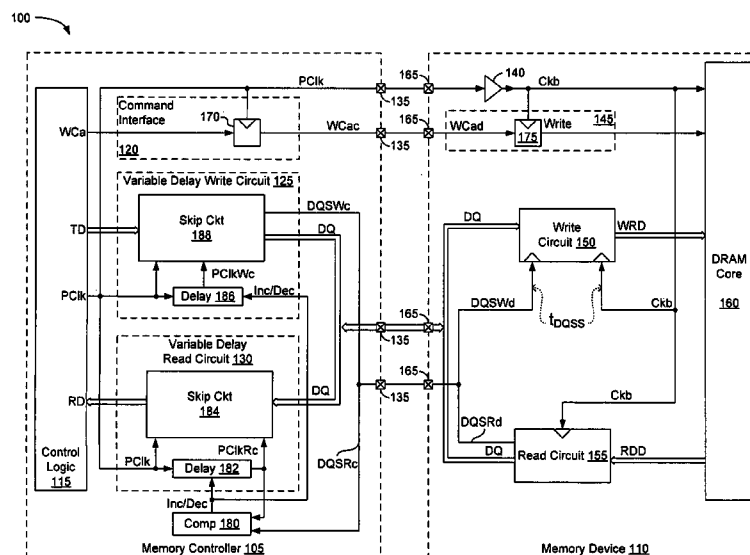 100
PClk
165
140
Ckb
135
Command
Interface
170
165
Write
145
WCa
WCac
WCad
175
120
135
Variable Delay Write Circuit 125
DQSWc
Skip Ckt
188
DQ
DQ
TD
Write
Circuit 150
WRD
DRAM
Core
160
PClkWc
PClk
Delay 186
Inc/Dec
DQSWd
tDQSS
Ckb
165
135
Variable Delay
Read Circuit 130
165
Skip Ckt
184
DQ
RD
135
Ckb
Control
Logic
115
PClk
PClkRc
DQSRc
DQSRd
DQ
RDD
Delay 182
Read Circuit 155
Inc/Dec
Comp 180
Memory Controller 105
Memory Device 110